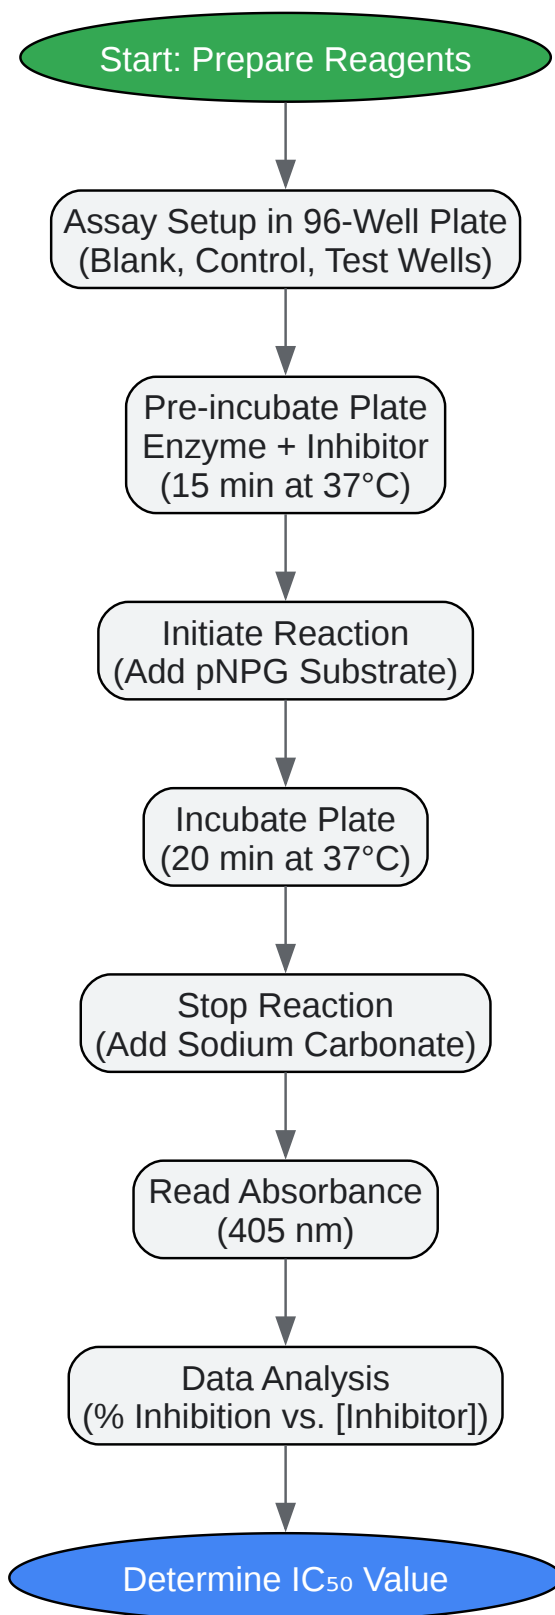 Start: Prepare Reagents
Assay Setup in 96-Well Plate
(Blank, Control, Test Wells)
Pre-incubate Plate
Enzyme + Inhibitor
(15 min at 37°C)
Initiate Reaction
(Add pNPG Substrate)
Incubate Plate
(20 min at 37°C)
Stop Reaction
(Add Sodium Carbonate)
Read Absorbance
(405 nm)
Data Analysis
(% Inhibition vs. [Inhibitor])
Determine IC₅₀ Value